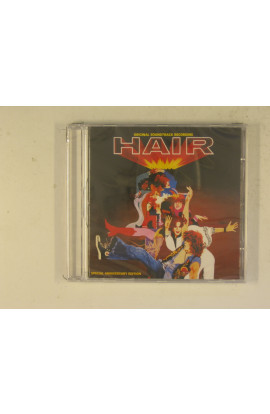 ORIGINAL SOUNDTRACK RECORDING
HAIR
SPECIAL ANNIVERSARY EDITION